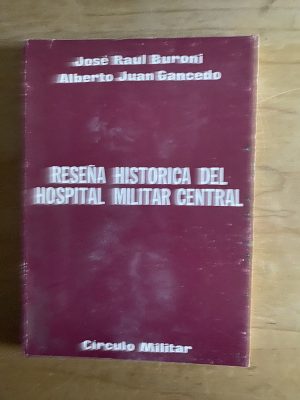 José Raul Buroni
Alberto Juan Gancedo
RESEÑA HISTORICA DEL
HOSPITAL MILITAR CENTRAL
Círculo Militar